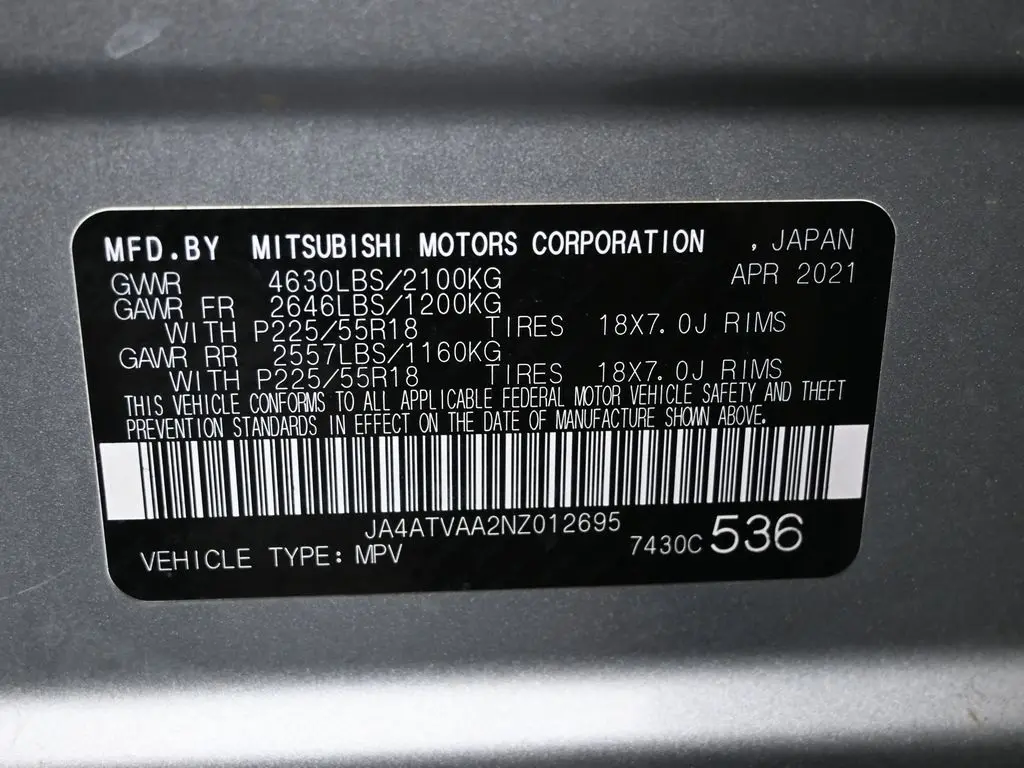 MFD.BY MITSUBISHI MOTORS CORPORATION , JAPAN
GVWR 4630LBS/2100KG APR 2021
GAWR FR 2646LBS/1200KG
WITH P225/55R18 TIRES 18X7.0J RIMS
GAWR RR 2557LBS/1160KG
WITH P225/55R18 TIRES 18X7.0J RIMS
THIS VEHICLE CONFORMS TO ALL APPLICABLE FEDERAL MOTOR VEHICLE SAFETY AND THEFT
PREVENTION STANDARDS IN EFFECT ON THE DATE OF MANUFACTURE SHOWN ABOVE.
JA4ATVAA2NZ012695
VEHICLE TYPE: MPV 7430C 536